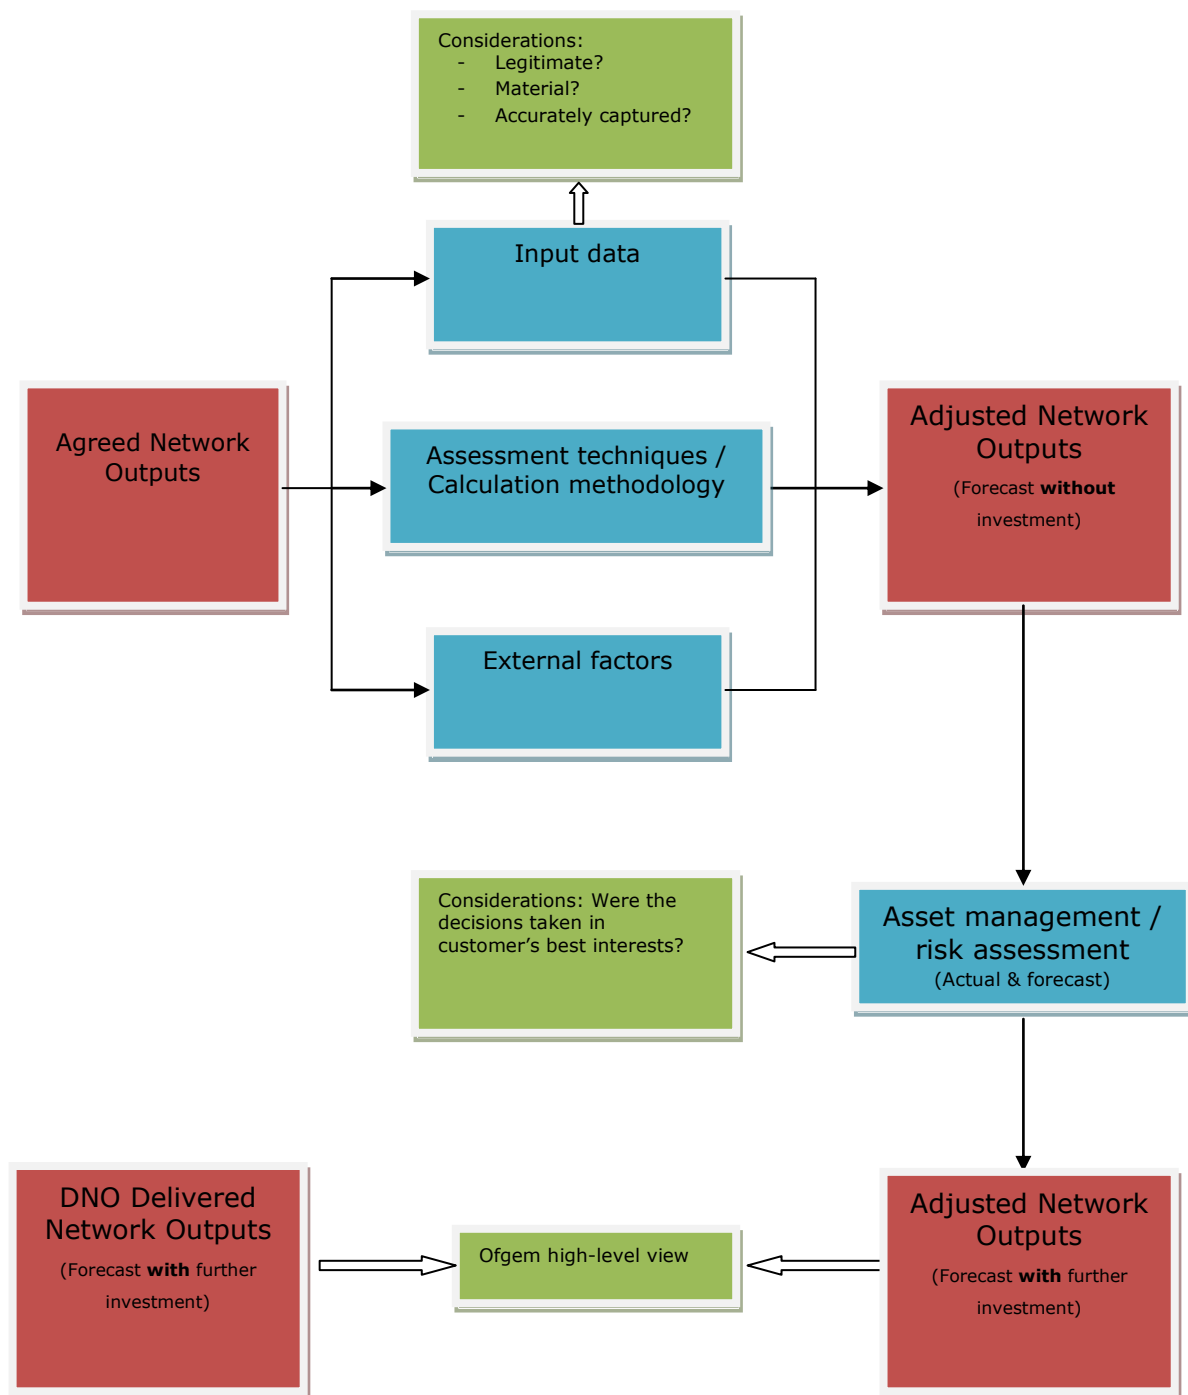 Considerations:
- Legitimate?
- Material?
- Accurately captured?
Input data
Agreed Network
Outputs
Assessment techniques /
Calculation methodology
Adjusted Network
Outputs
(Forecast without
investment)
External factors
Considerations: Were the
decisions taken in
customer’s best interests?
Asset management /
risk assessment
(Actual & forecast)
DNO Delivered
Network Outputs
(Forecast with further
investment)
Ofgem high-level view
Adjusted Network
Outputs
(Forecast with further
investment)